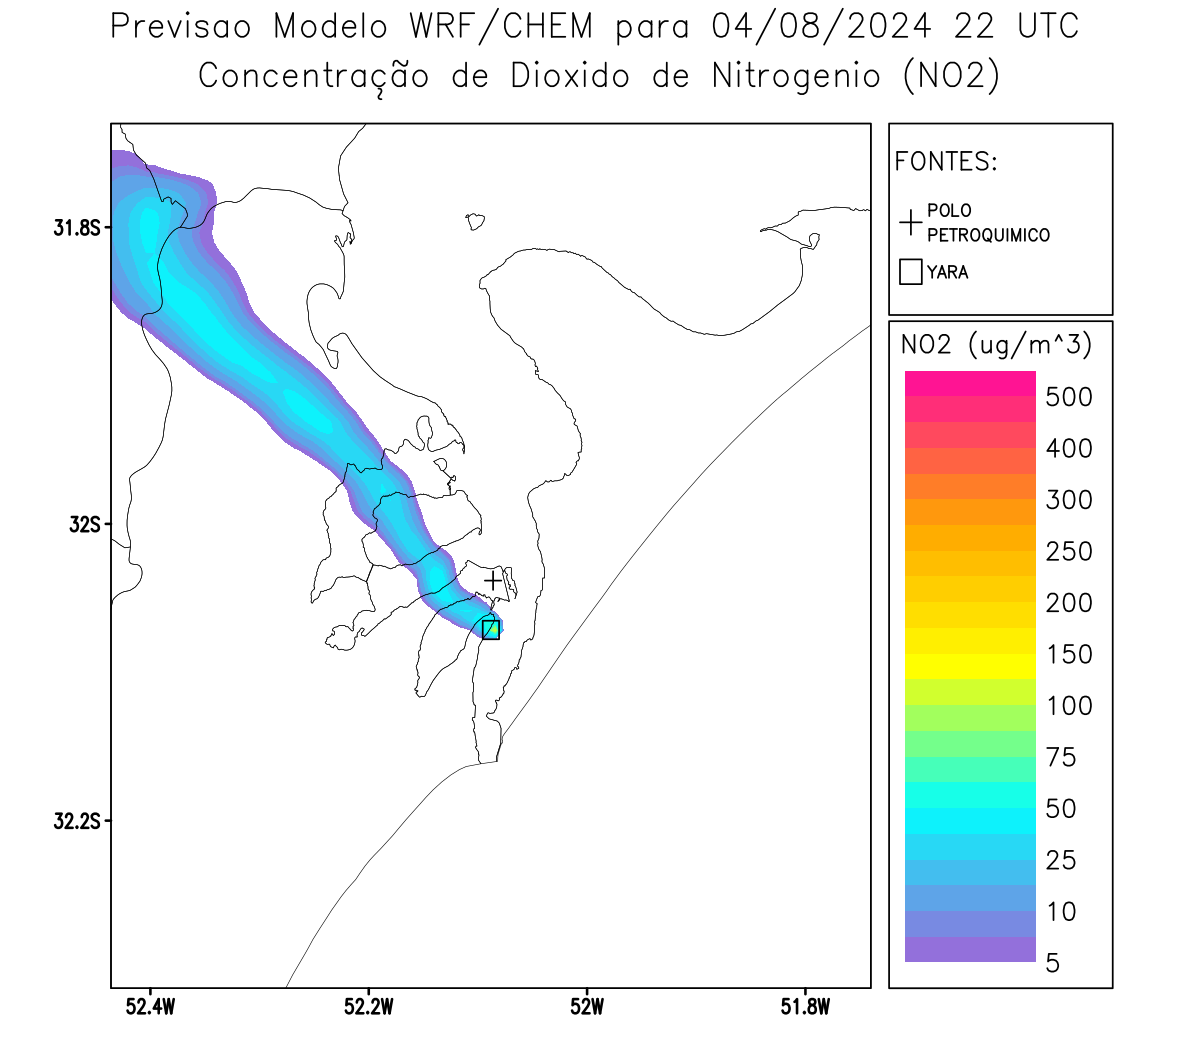 Previsao Modelo WRF/CHEM para 04/08/2024 22 UTC
Concentração de Dioxido de Nitrogenio (NO2)
FONTES:
POLO
PETROQUIMICO
YARA
31.8S
32S
32.2S
52.4W
52.2W
52W
51.8W
NO2 (ug/m^3)
500
400
300
250
200
150
100
75
50
25
10
5